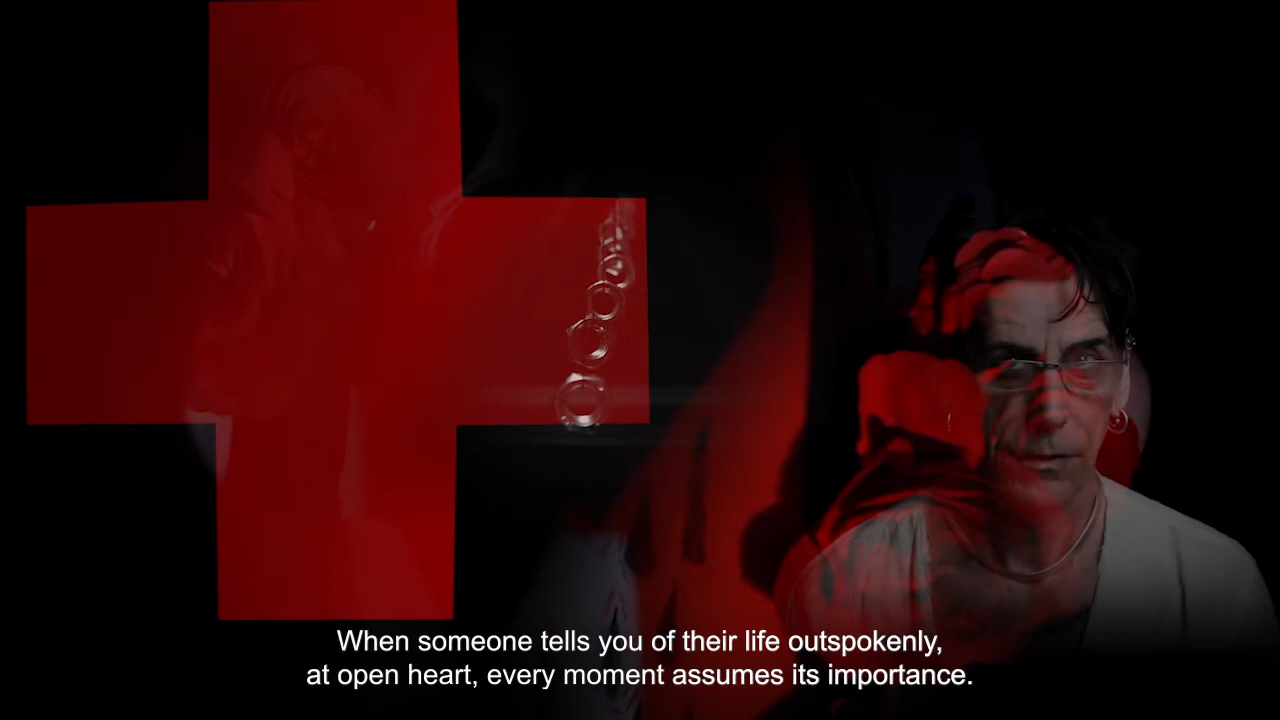 When someone tells you of their life outspokenly,
at open heart, every moment assumes its importance.